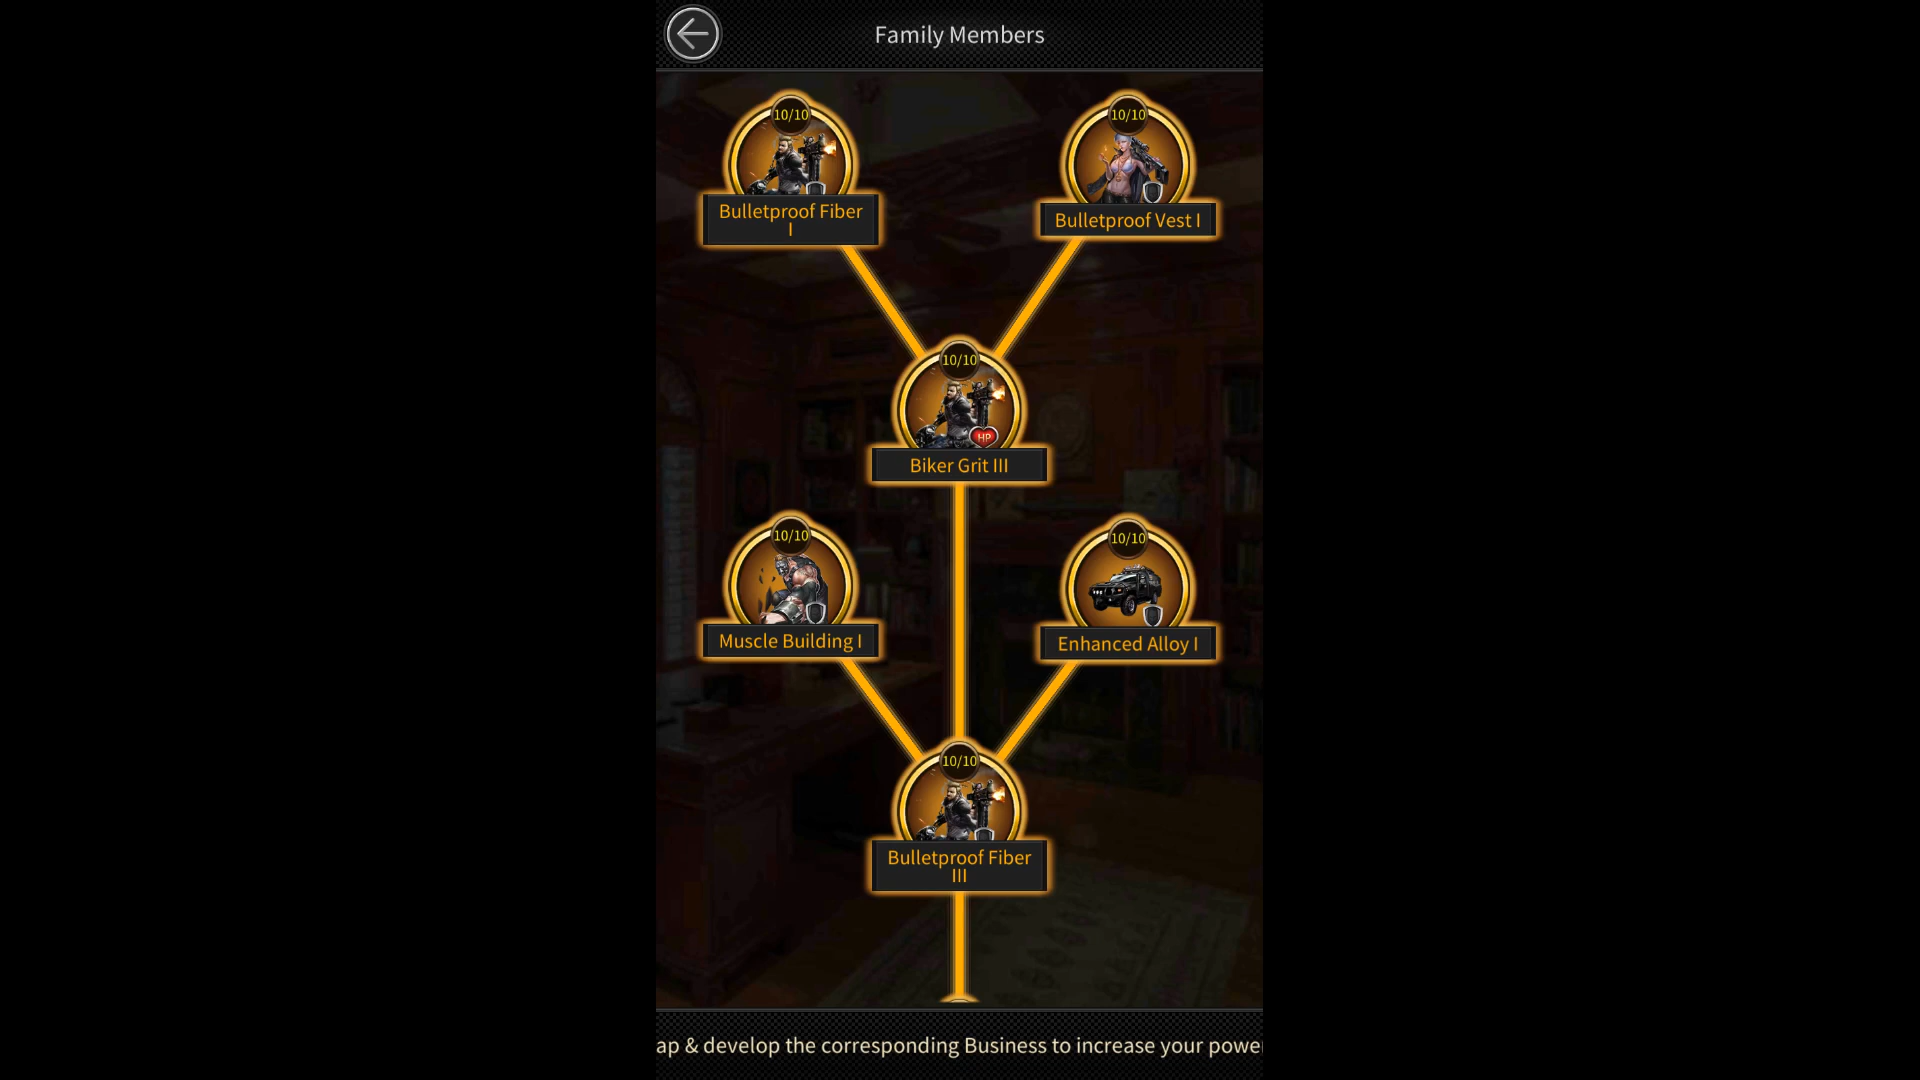 Family Members
10/10
10/10
Bulletproof Fiber
I
Bulletproof Vest I
10/10
HP
Biker Grit III
10/10
10/10
Muscle Building I
Enhanced Alloy I
10/10
Bulletproof Fiber
III
ap & develop the corresponding Business to increase your power